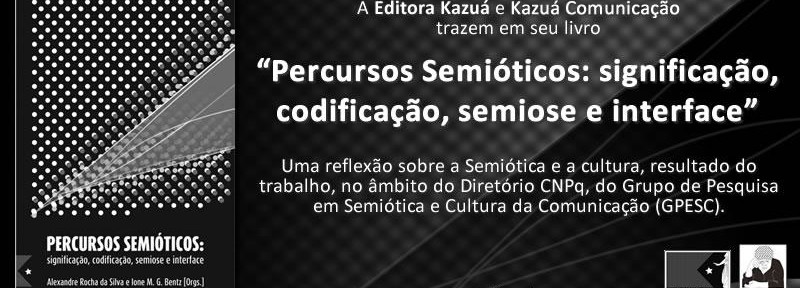 A Editora Kazuá e Kazuá Comunicação
trazem em seu livro
“Percursos Semióticos: significação,
codificação, semiose e interface”
Uma reflexão sobre a Semiótica e a cultura, resultado do
trabalho, no âmbito do Diretório CNPq, do Grupo de Pesquisa
em Semiótica e Cultura da Comunicação (GPESC).
PERCURSOS SEMIÓTICOS:
significação, codificação, semiose e interface
Alexandre Rocha da Silva e Ione M. G. Bentz [Orgs.]